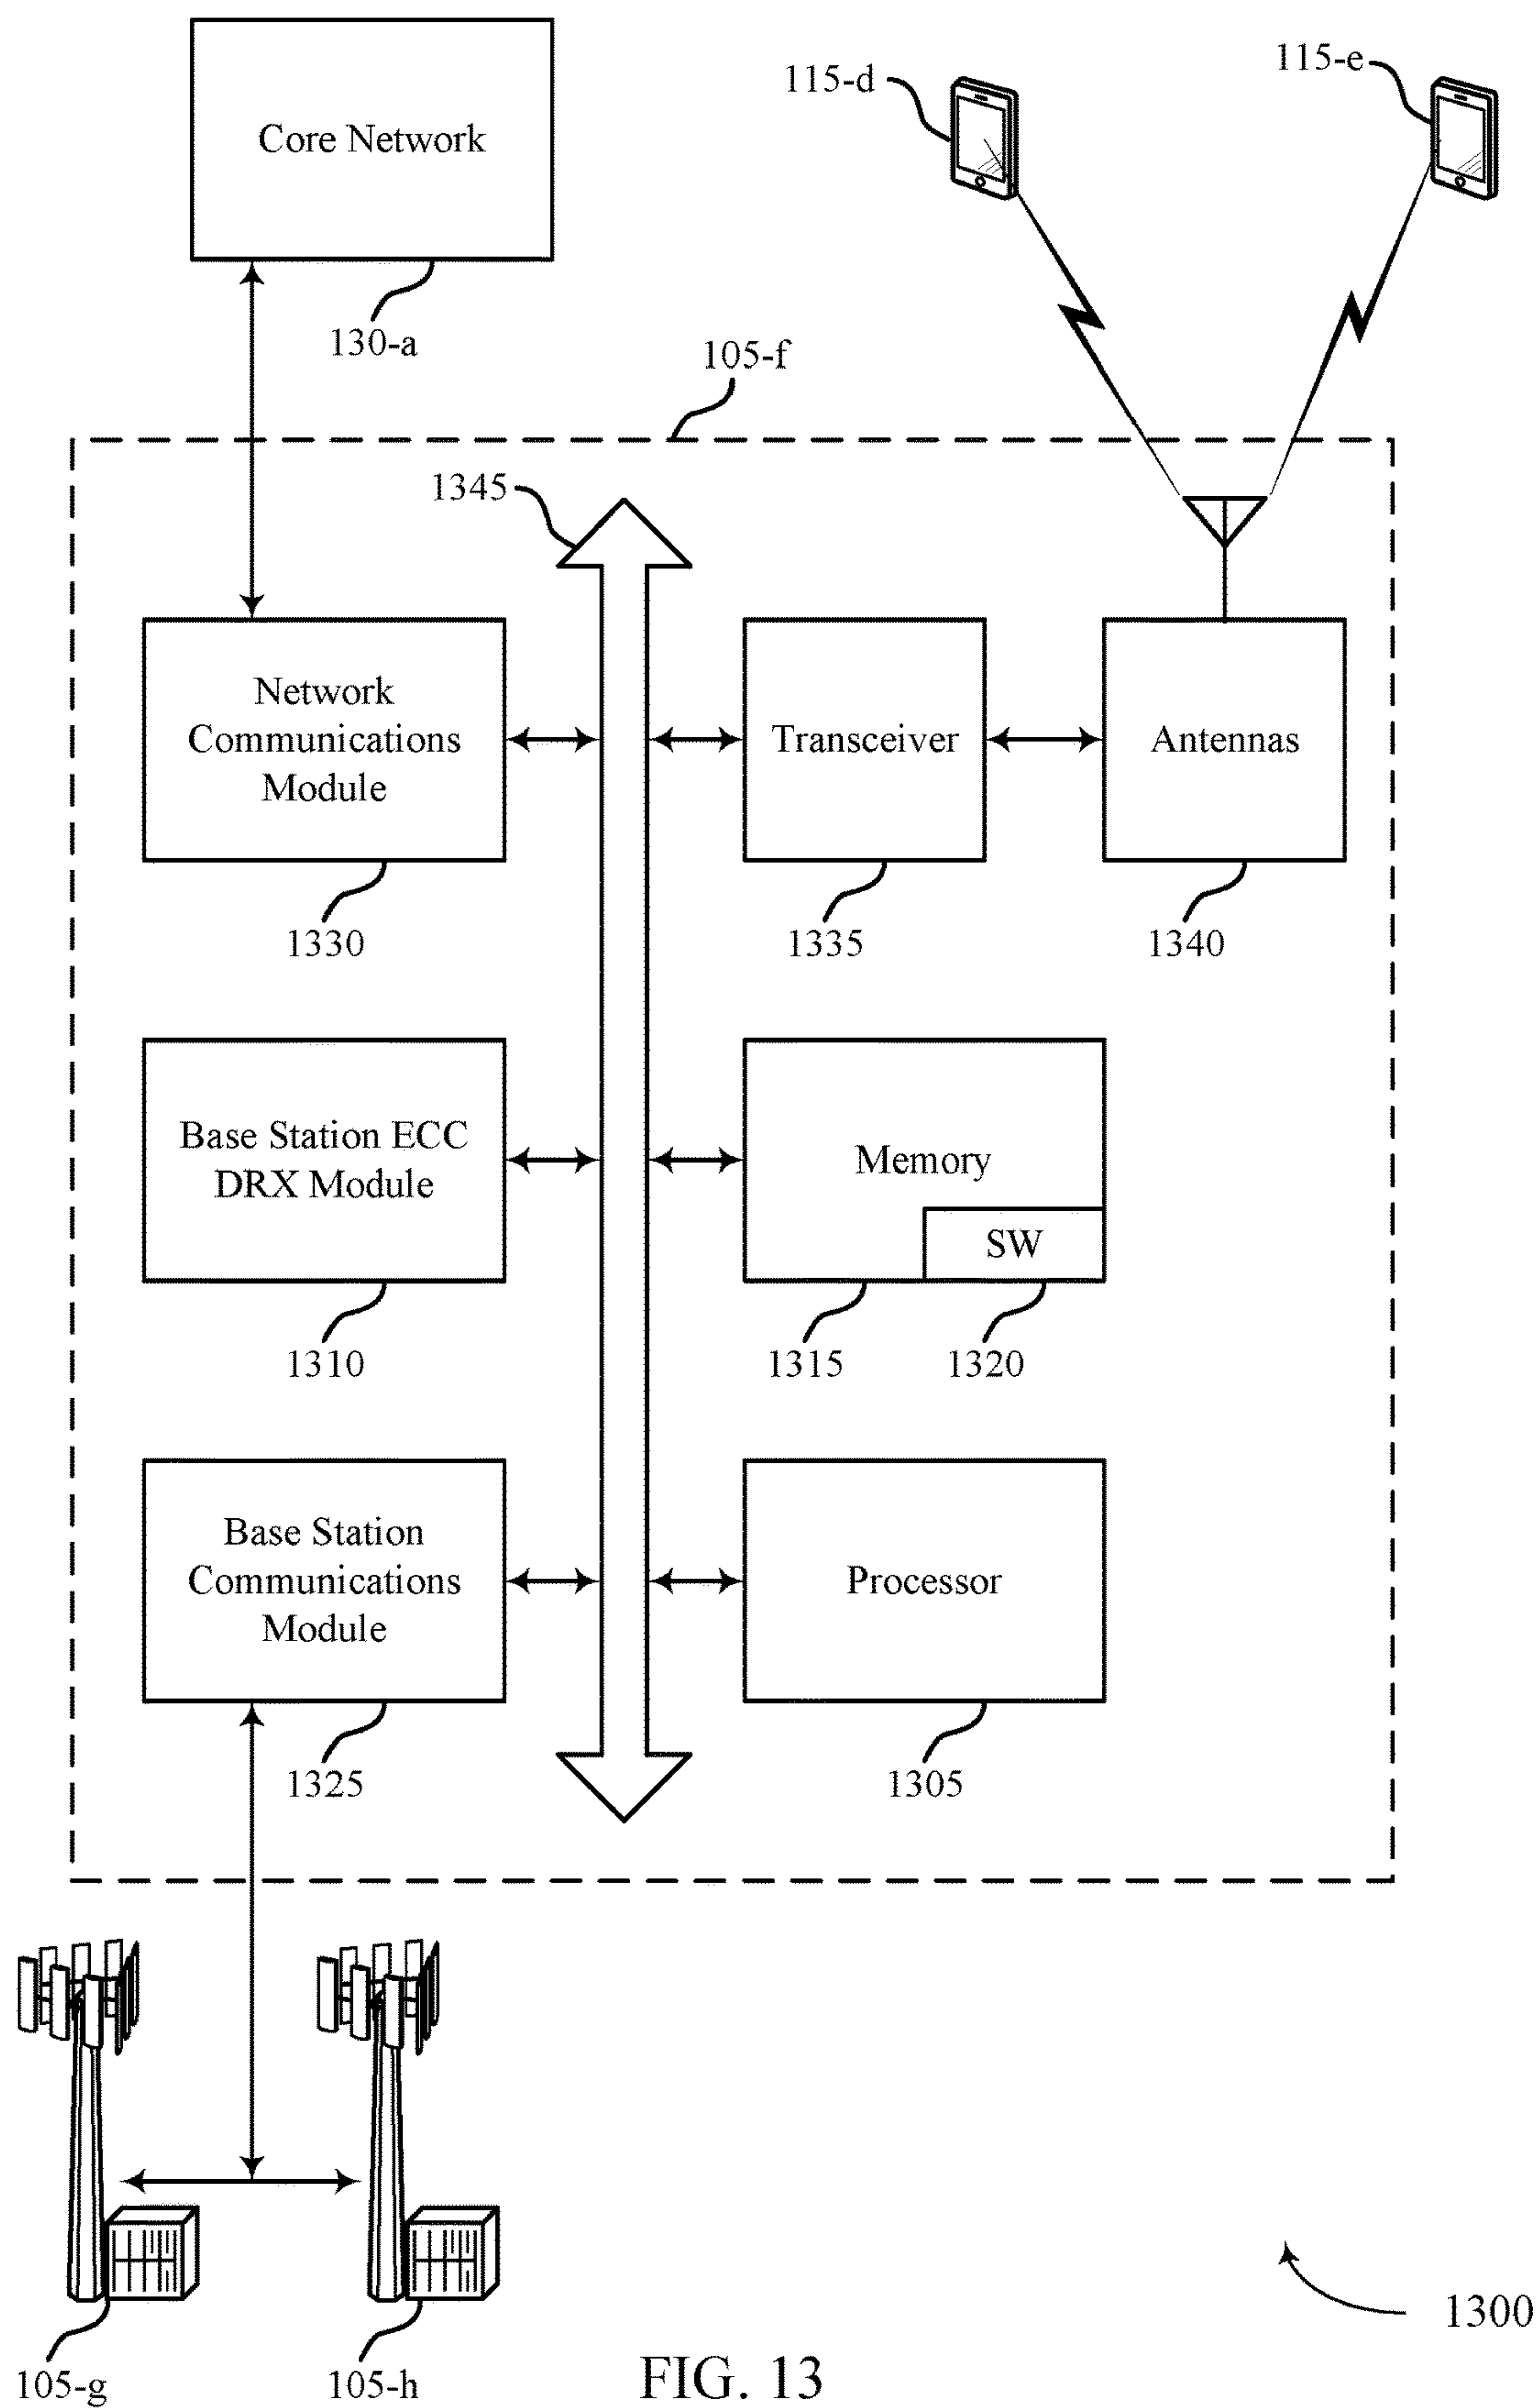 Core Network
130-a
115-d
115-e
105-f
1345
Network
Communications
Module
1330
Transceiver
1335
Antennas
1340
Base Station ECC
DRX Module
1310
Memory
SW
1315
1320
Base Station
Communications
Module
1325
Processor
1305
105-g
105-h
1300
FIG. 13